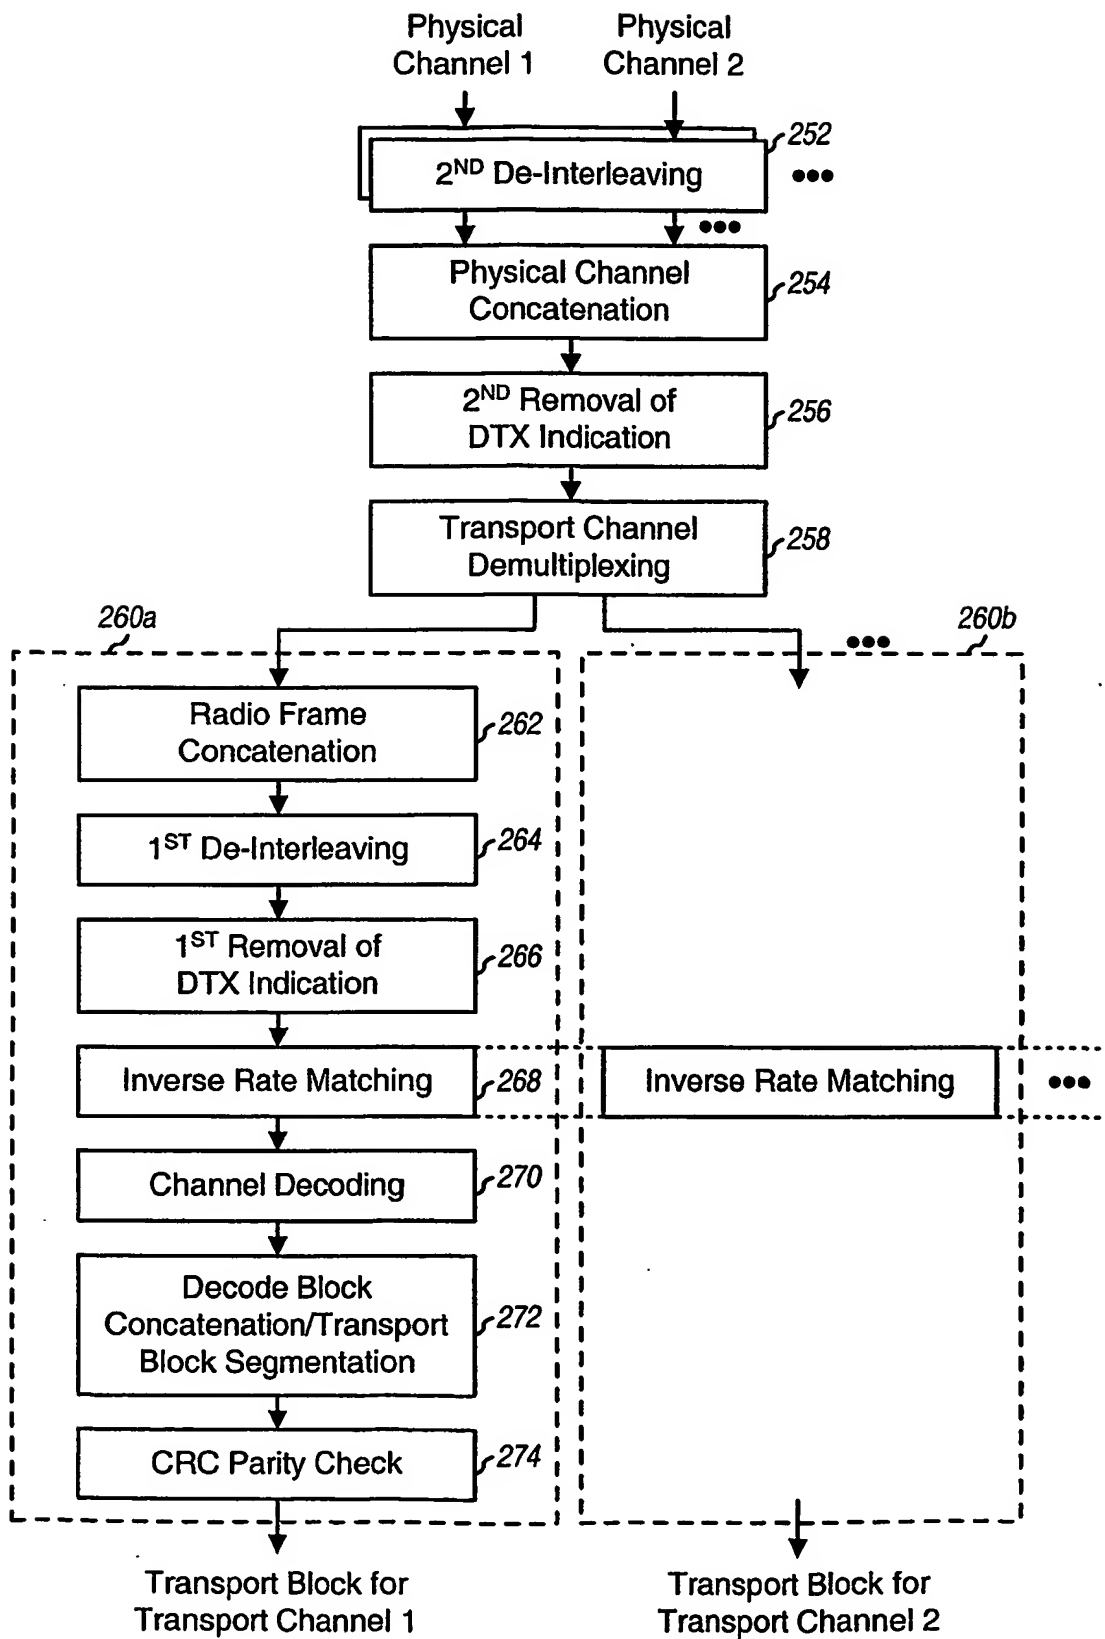 Physical
Channel 1
Physical
Channel 2
252
2ND De-Interleaving
Physical Channel
Concatenation
254
2ND Removal of
DTX Indication
256
Transport Channel
Demultiplexing
258
260a
260b
Radio Frame
Concatenation
262
1ST De-Interleaving
264
1ST Removal of
DTX Indication
266
Inverse Rate Matching
268
Inverse Rate Matching
Channel Decoding
270
Decode Block
Concatenation/Transport
Block Segmentation
272
CRC Parity Check
274
Transport Block for
Transport Channel 1
Transport Block for
Transport Channel 2